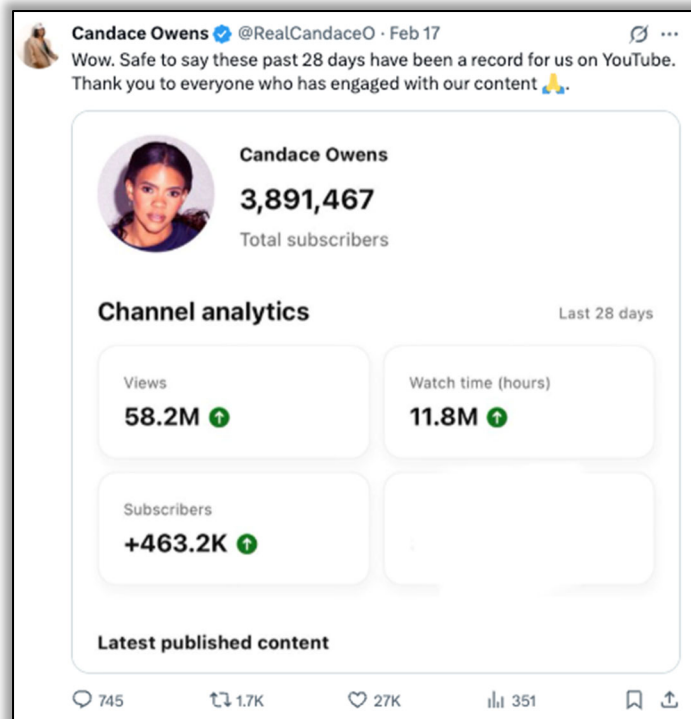 Candace Owens @RealCandaceO · Feb 17
Wow. Safe to say these past 28 days have been a record for us on YouTube.
Thank you to everyone who has engaged with our content 🙏.
Candace Owens
3,891,467
Total subscribers
Channel analytics
Last 28 days
Views
Watch time (hours)
58.2M
11.8M
Subscribers
+463.2K
Latest published content
745 1.7K 27K 351